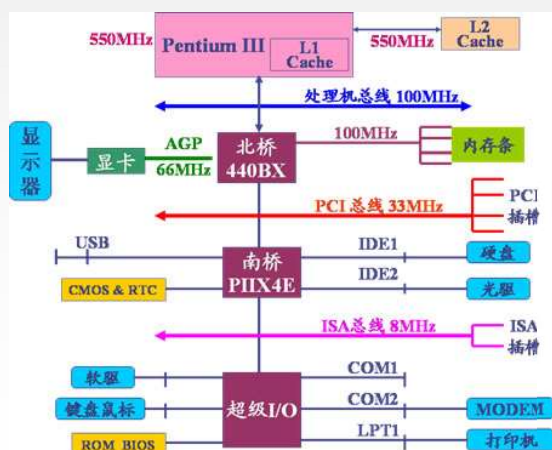 550MHz
Pentium III
L1
Cache
550MHz
L2
Cache
处理机总线 100MHz
显示器
显卡
AGP
66MHz
北桥
440BX
100MHz
内存条
PCI 总线 33MHz
PCI
插槽
USB
南桥
PIIX4E
IDE1
硬盘
CMOS & RTC
IDE2
光驱
ISA总线 8MHz
ISA
插槽
软驱
超级I/O
COM1
键盘鼠标
COM2
MODEM
ROM BIOS
LPT1
打印机